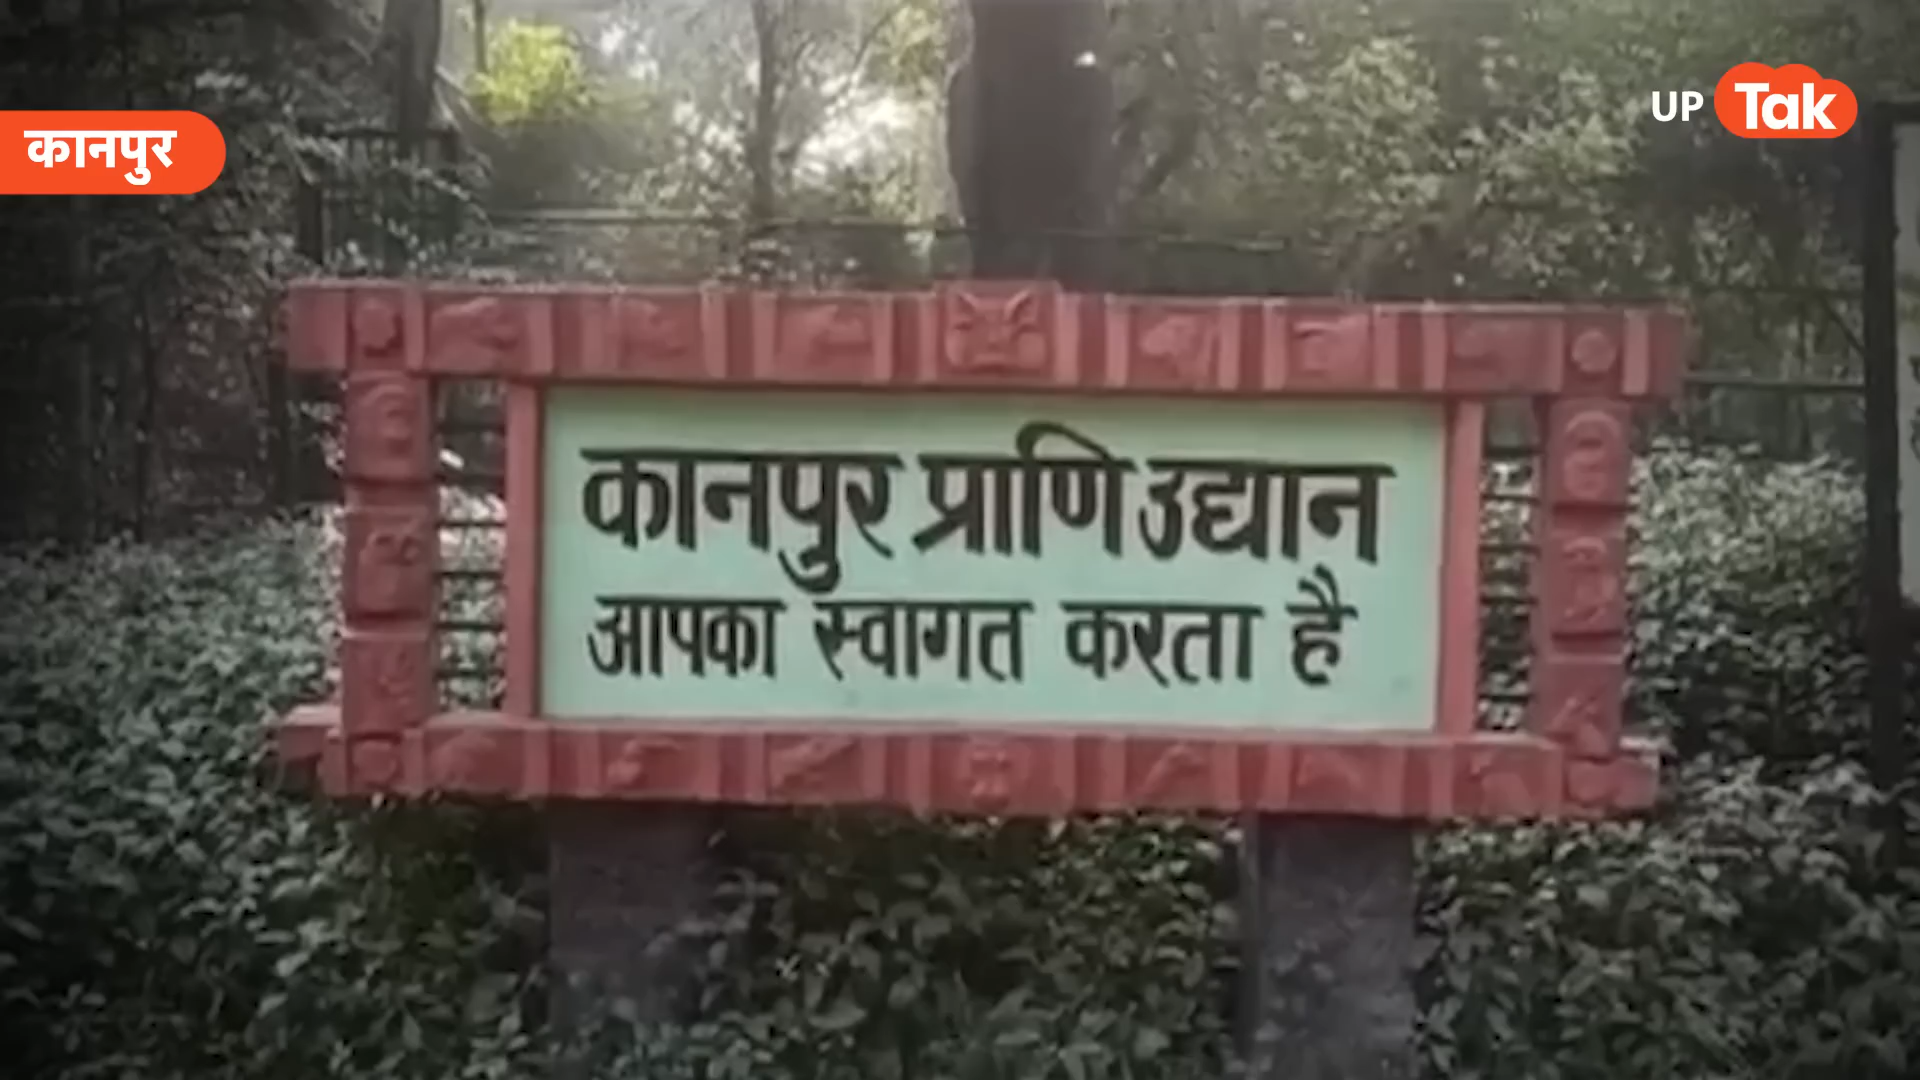 कानपुर
UP Tak
कानपुर प्राणि उद्यान
आपका स्वागत करता है